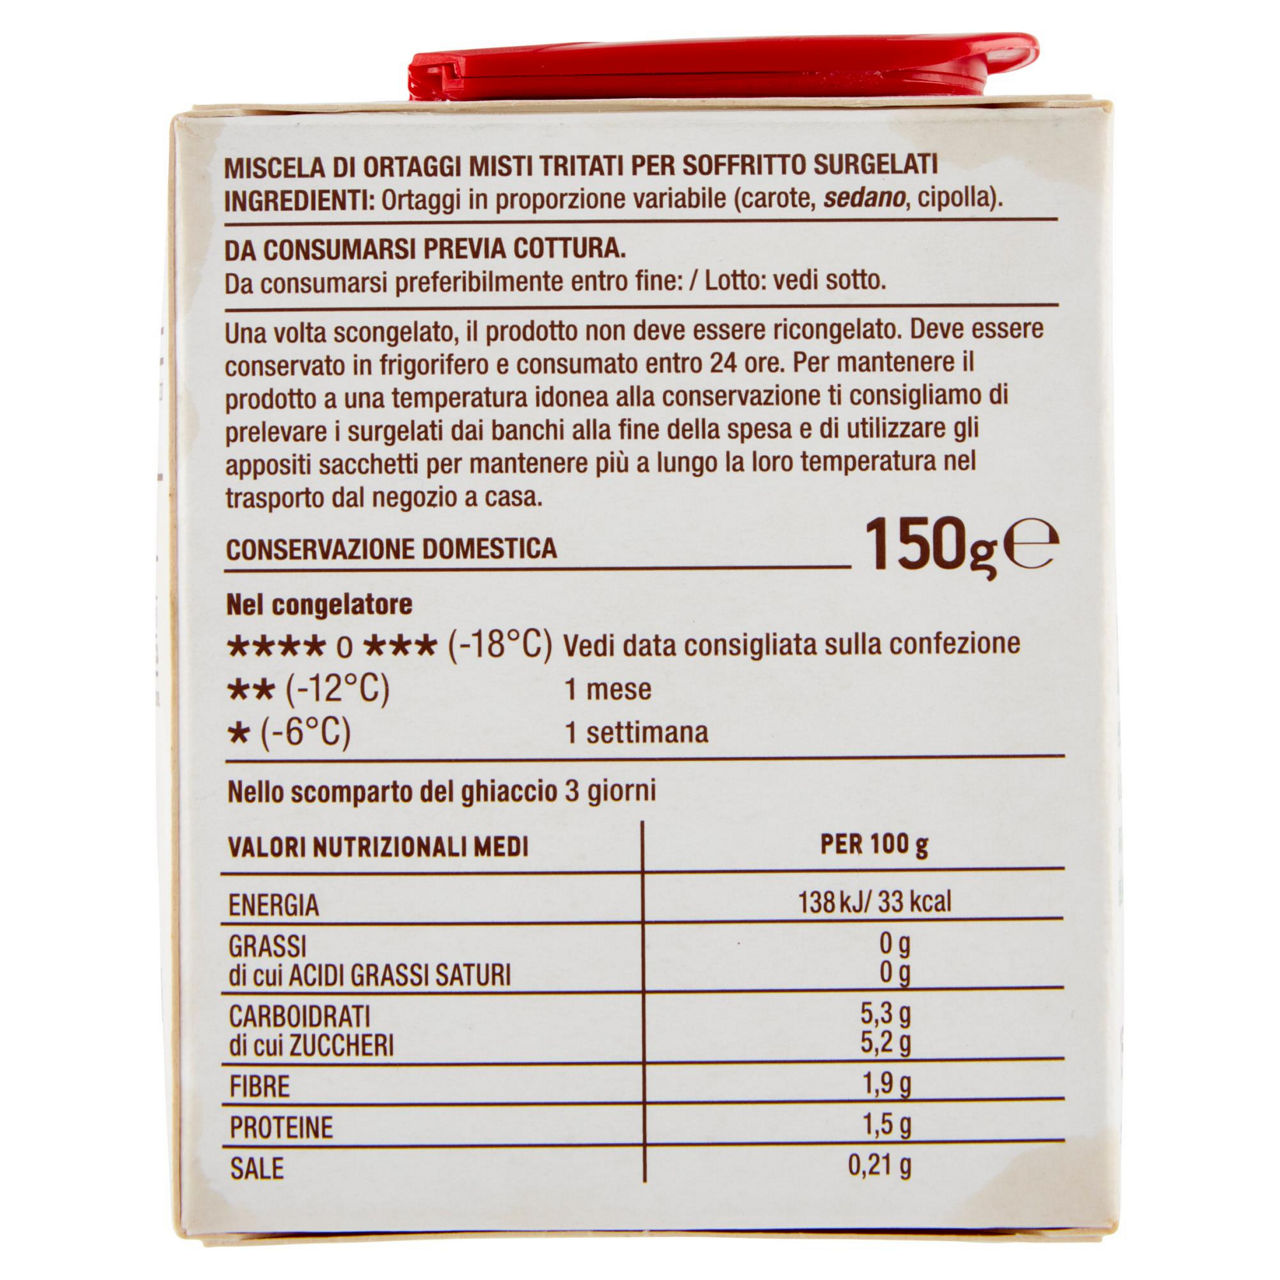 MISCELA DI ORTAGGI MISTI TRITATI PER SOFFRITTO SURGELATI
INGREDIENTI: Ortaggi in proporzione variabile (carote, sedano, cipolla).
DA CONSUMARSI PREVIA COTTURA.
Da consumarsi preferibilmente entro fine: / Lotto: vedi sotto.
Una volta scongelato, il prodotto non deve essere ricongelato. Deve essere
conservato in frigorifero e consumato entro 24 ore. Per mantenere il
prodotto a una temperatura idonea alla conservazione ti consigliamo di
prelevare i surgelati dai banchi alla fine della spesa e di utilizzare gli
appositi sacchetti per mantenere più a lungo la loro temperatura nel
trasporto dal negozio a casa.
CONSERVAZIONE DOMESTICA
150g℮
Nel congelatore
**** o *** (-18°C) Vedi data consigliata sulla confezione
** (-12°C) 1 mese
* (-6°C) 1 settimana
Nello scomparto del ghiaccio 3 giorni
VALORI NUTRIZIONALI MEDI PER 100 g
ENERGIA 138 kJ/ 33 kcal
GRASSI 0 g
di cui ACIDI GRASSI SATURI 0 g
CARBOIDRATI 5,3 g
di cui ZUCCHERI 5,2 g
FIBRE 1,9 g
PROTEINE 1,5 g
SALE 0,21 g